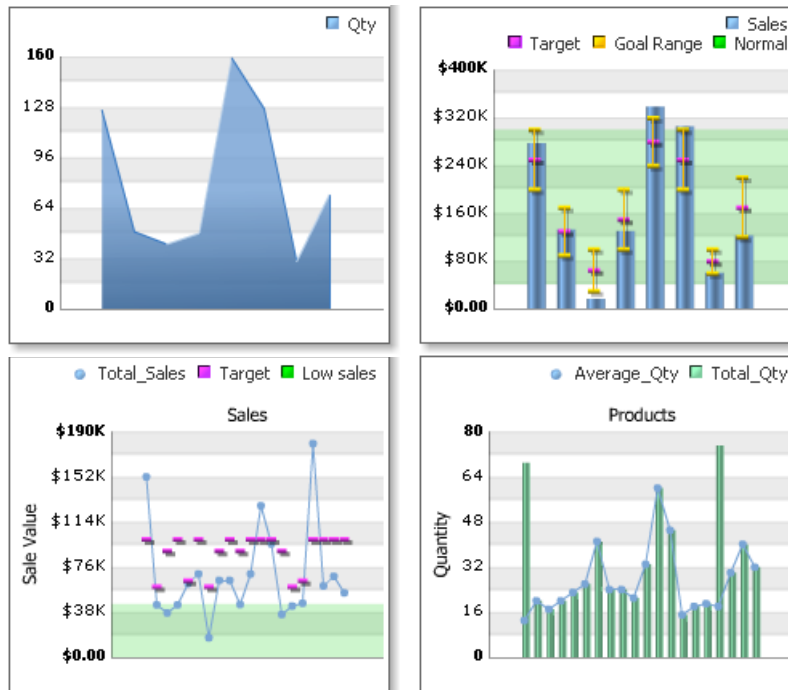 Qty
160
128
96
64
32
0
Sales
Target Goal Range Normal
$400K
$320K
$240K
$160K
$80K
$0.00
Total_Sales Target Low sales
Sales
$190K
$152K
$114K
$76K
$38K
$0.00
Sale Value
Average_Qty Total_Qty
Products
80
64
48
32
16
0
Quantity